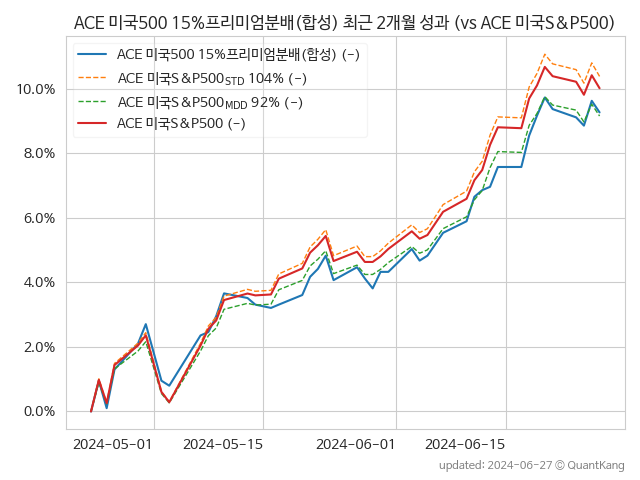 ACE 미국500 15%프리미엄분배(합성) 최근 2개월 성과 (vs ACE 미국S&P500)
ACE 미국500 15%프리미엄분배(합성) (-)
ACE 미국S&P500STD 104% (-)
ACE 미국S&P500MDD 92% (-)
ACE 미국S&P500 (-)
10.0%
8.0%
6.0%
4.0%
2.0%
0.0%
2024-05-01 2024-05-15 2024-06-01 2024-06-15
updated: 2024-06-27 © QuantKang